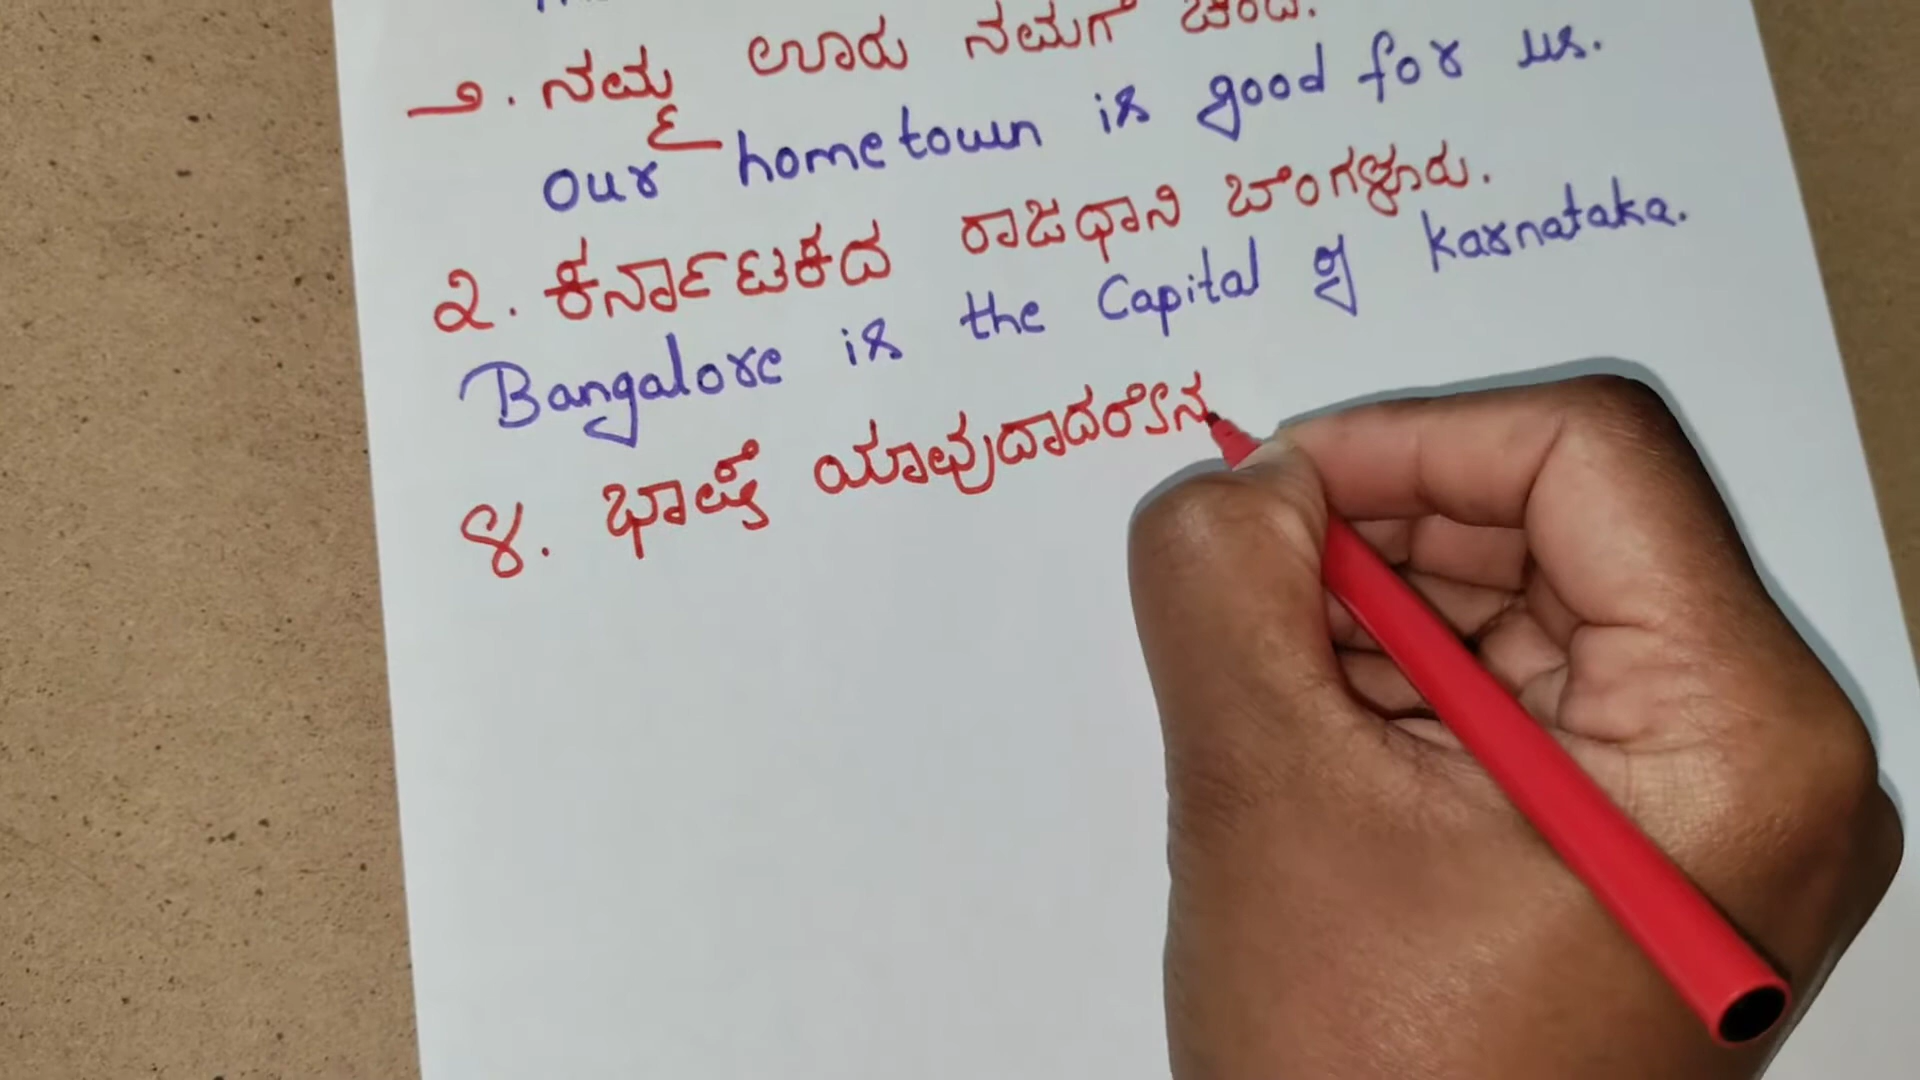 ೨. ನಮ್ಮ ಊರು ನಮಗೆ ಚಂದ.
our hometown is good for us.
೩. ಕರ್ನಾಟಕದ ರಾಜಧಾನಿ ಬೆಂಗಳೂರು.
Bangalore is the Capital of Karnataka.
೪. ಭಾಷೆ ಯಾವುದಾದರೇನ